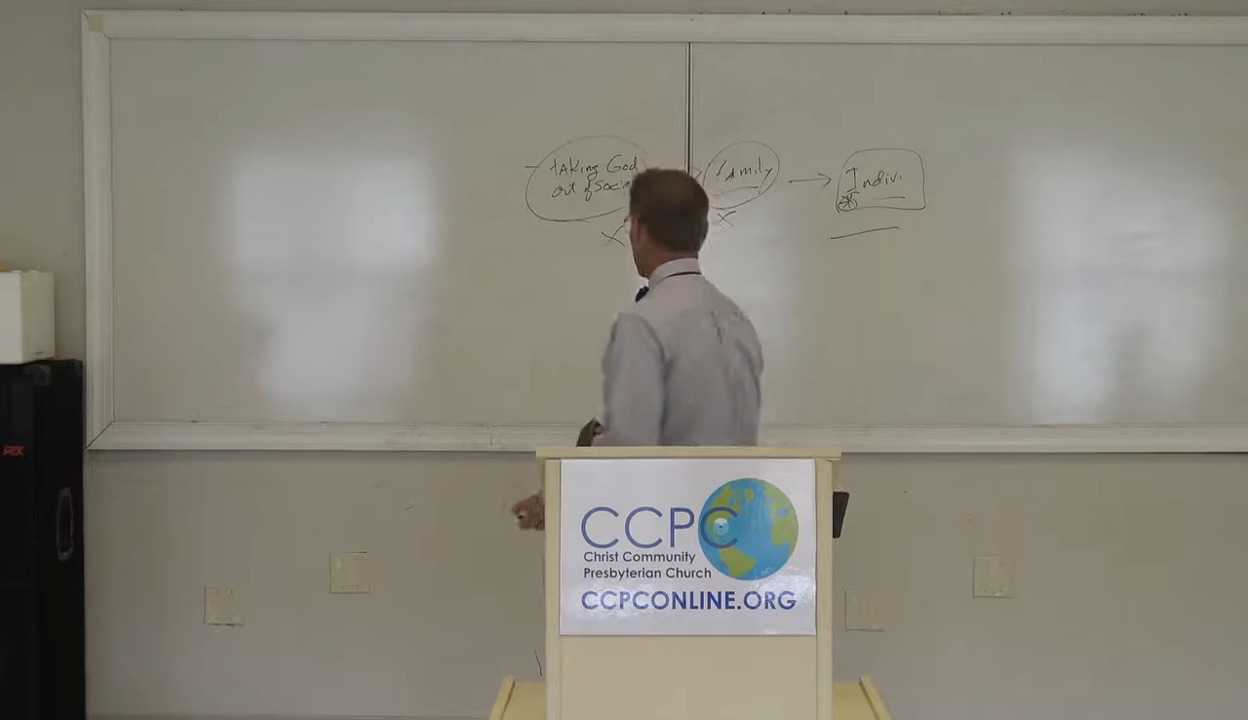 taking God
out of Soci
Family
Indiv.
CCPC
Christ Community
Presbyterian Church
CCPCONLINE.ORG